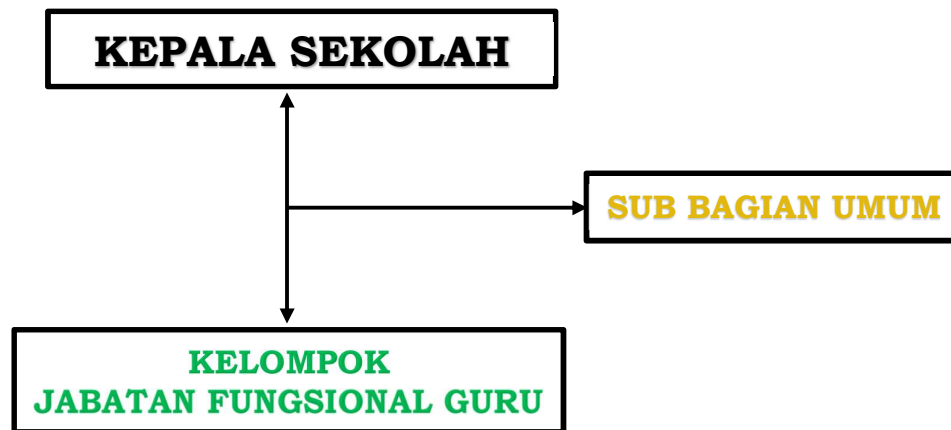 KEPALA SEKOLAH
SUB BAGIAN UMUM
KELOMPOK
JABATAN FUNGSIONAL GURU